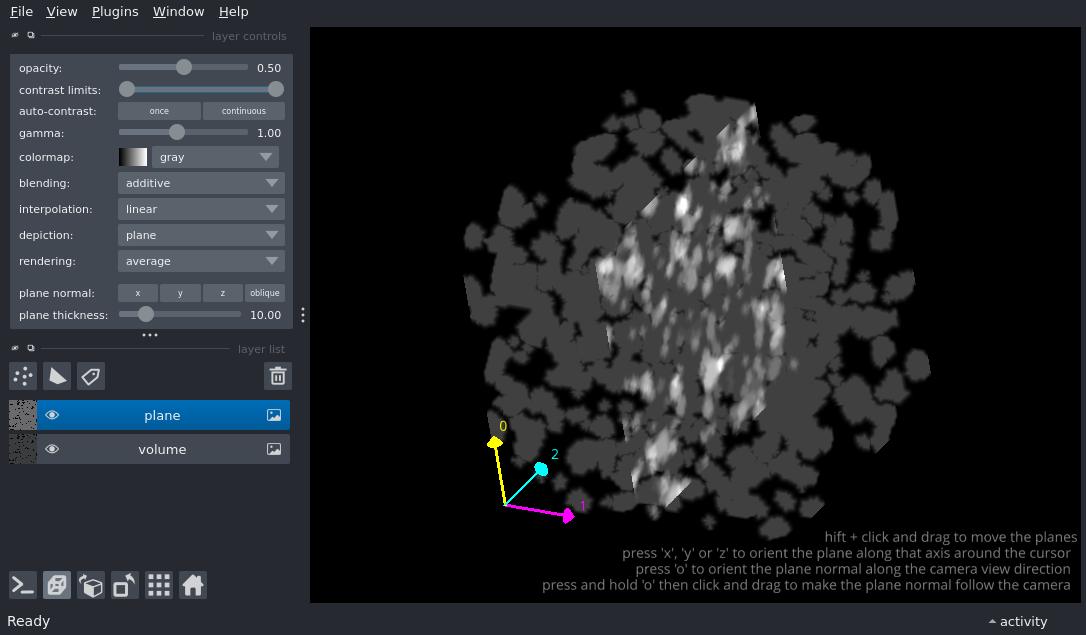 File View Plugins Window Help
layer controls
opacity: 0.50
contrast limits:
auto-contrast: once continuous
gamma: 1.00
colormap: gray
blending: additive
interpolation: linear
depiction: plane
rendering: average
plane normal: x y z oblique
plane thickness: 10.00
layer list
plane
volume
0
2
1
hift + click and drag to move the planes
press 'x', 'y' or 'z' to orient the plane along that axis around the cursor
press 'o' to orient the plane normal along the camera view direction
press and hold 'o' then click and drag to make the plane normal follow the camera
Ready activity